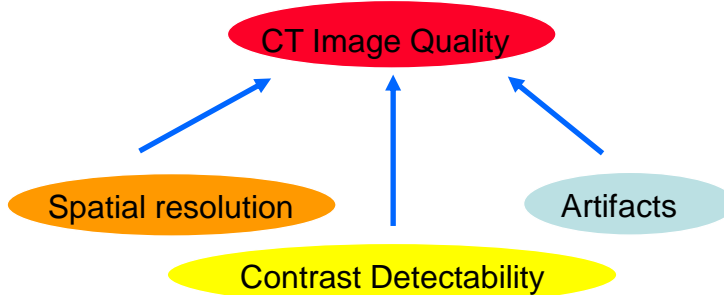 CT Image Quality
Spatial resolution
Artifacts
Contrast Detectability